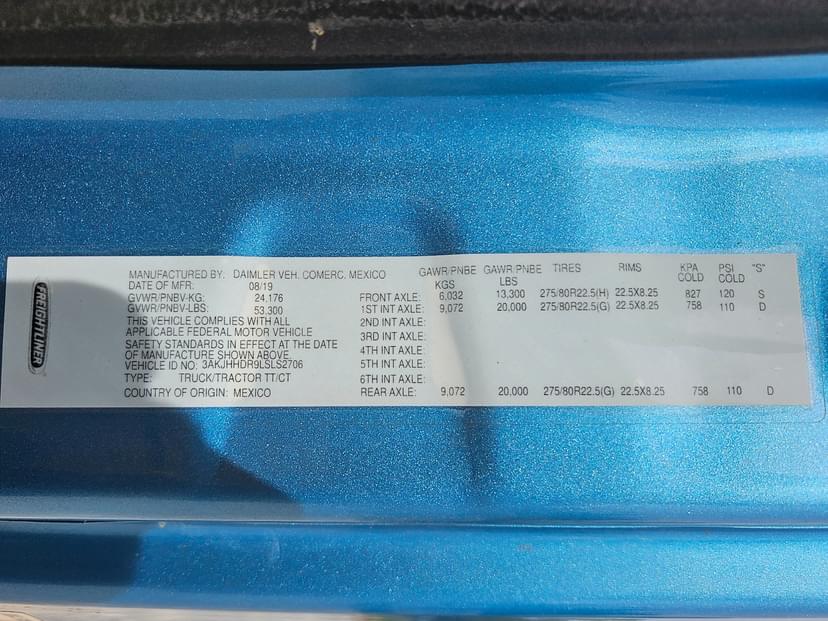 FREIGHTLINER
MANUFACTURED BY: DAIMLER VEH. COMERC. MEXICO
DATE OF MFR: 08/19
GVWR/PNBV-KG: 24.176
GVWR/PNBV-LBS: 53.300
THIS VEHICLE COMPLIES WITH ALL
APPLICABLE FEDERAL MOTOR VEHICLE
SAFETY STANDARDS IN EFFECT AT THE DATE
OF MANUFACTURE SHOWN ABOVE.
VEHICLE ID NO: 3AKJHHDR9LSLS2706
TYPE: TRUCK/TRACTOR TT/CT
COUNTRY OF ORIGIN: MEXICO
GAWR/PNBE KGS GAWR/PNBE LBS TIRES RIMS KPA COLD PSI COLD "S"
FRONT AXLE: 6,032 13,300 275/80R22.5(H) 22.5X8.25 827 120 S
1ST INT AXLE: 9,072 20,000 275/80R22.5(G) 22.5X8.25 758 110 D
2ND INT AXLE:
3RD INT AXLE:
4TH INT AXLE:
5TH INT AXLE:
6TH INT AXLE:
REAR AXLE: 9,072 20,000 275/80R22.5(G) 22.5X8.25 758 110 D